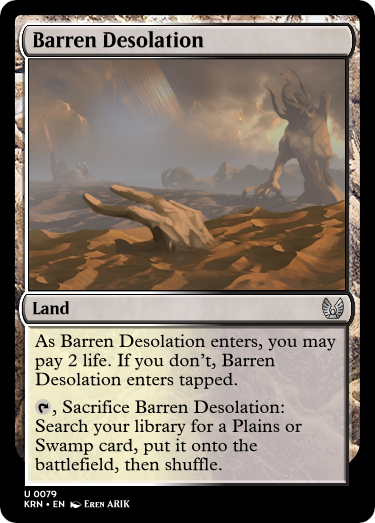 Barren Desolation
Land
As Barren Desolation enters, you may
pay 2 life. If you don't, Barren
Desolation enters tapped.
, Sacrifice Barren Desolation:
Search your library for a Plains or
Swamp card, put it onto the
battlefield, then shuffle.
U 0079
KRN • EN Eren ARIK